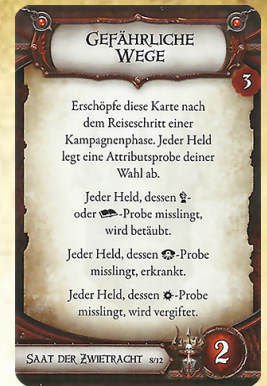 GEFÄHRLICHE
WEGE
3
Erschöpfe diese Karte nach
dem Reiseschritt einer
Kampagnenphase. Jeder Held
legt eine Attributsprobe deiner
Wahl ab.
Jeder Held, dessen -
oder -Probe misslingt,
wird betäubt.
Jeder Held, dessen -Probe
misslingt, erkrankt.
Jeder Held, dessen -Probe
misslingt, wird vergiftet.
SAAT DER ZWIETRACHT 8/12
2